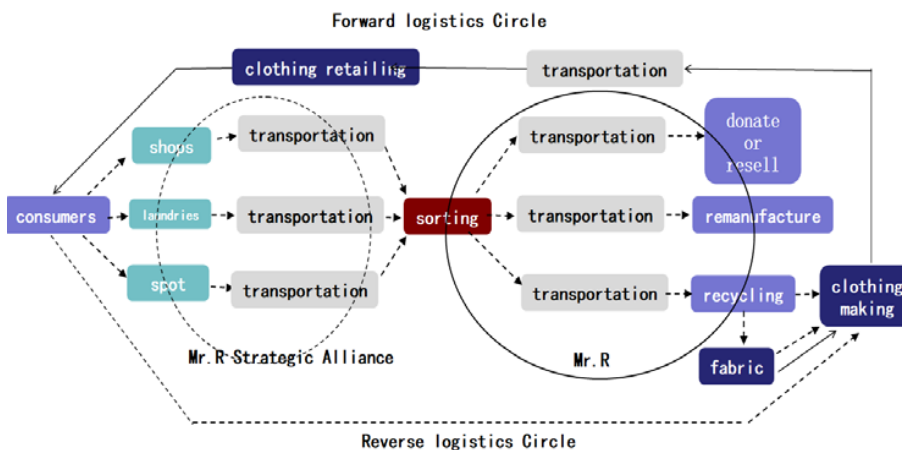 Forward logistics Circle
clothing retailing
transportation
shops
transportation
transportation
donate
or
resell
consumers
laundries
transportation
sorting
transportation
remanufacture
spot
transportation
transportation
recycling
clothing
making
Mr.R Strategic Alliance
Mr.R
fabric
Reverse logistics Circle